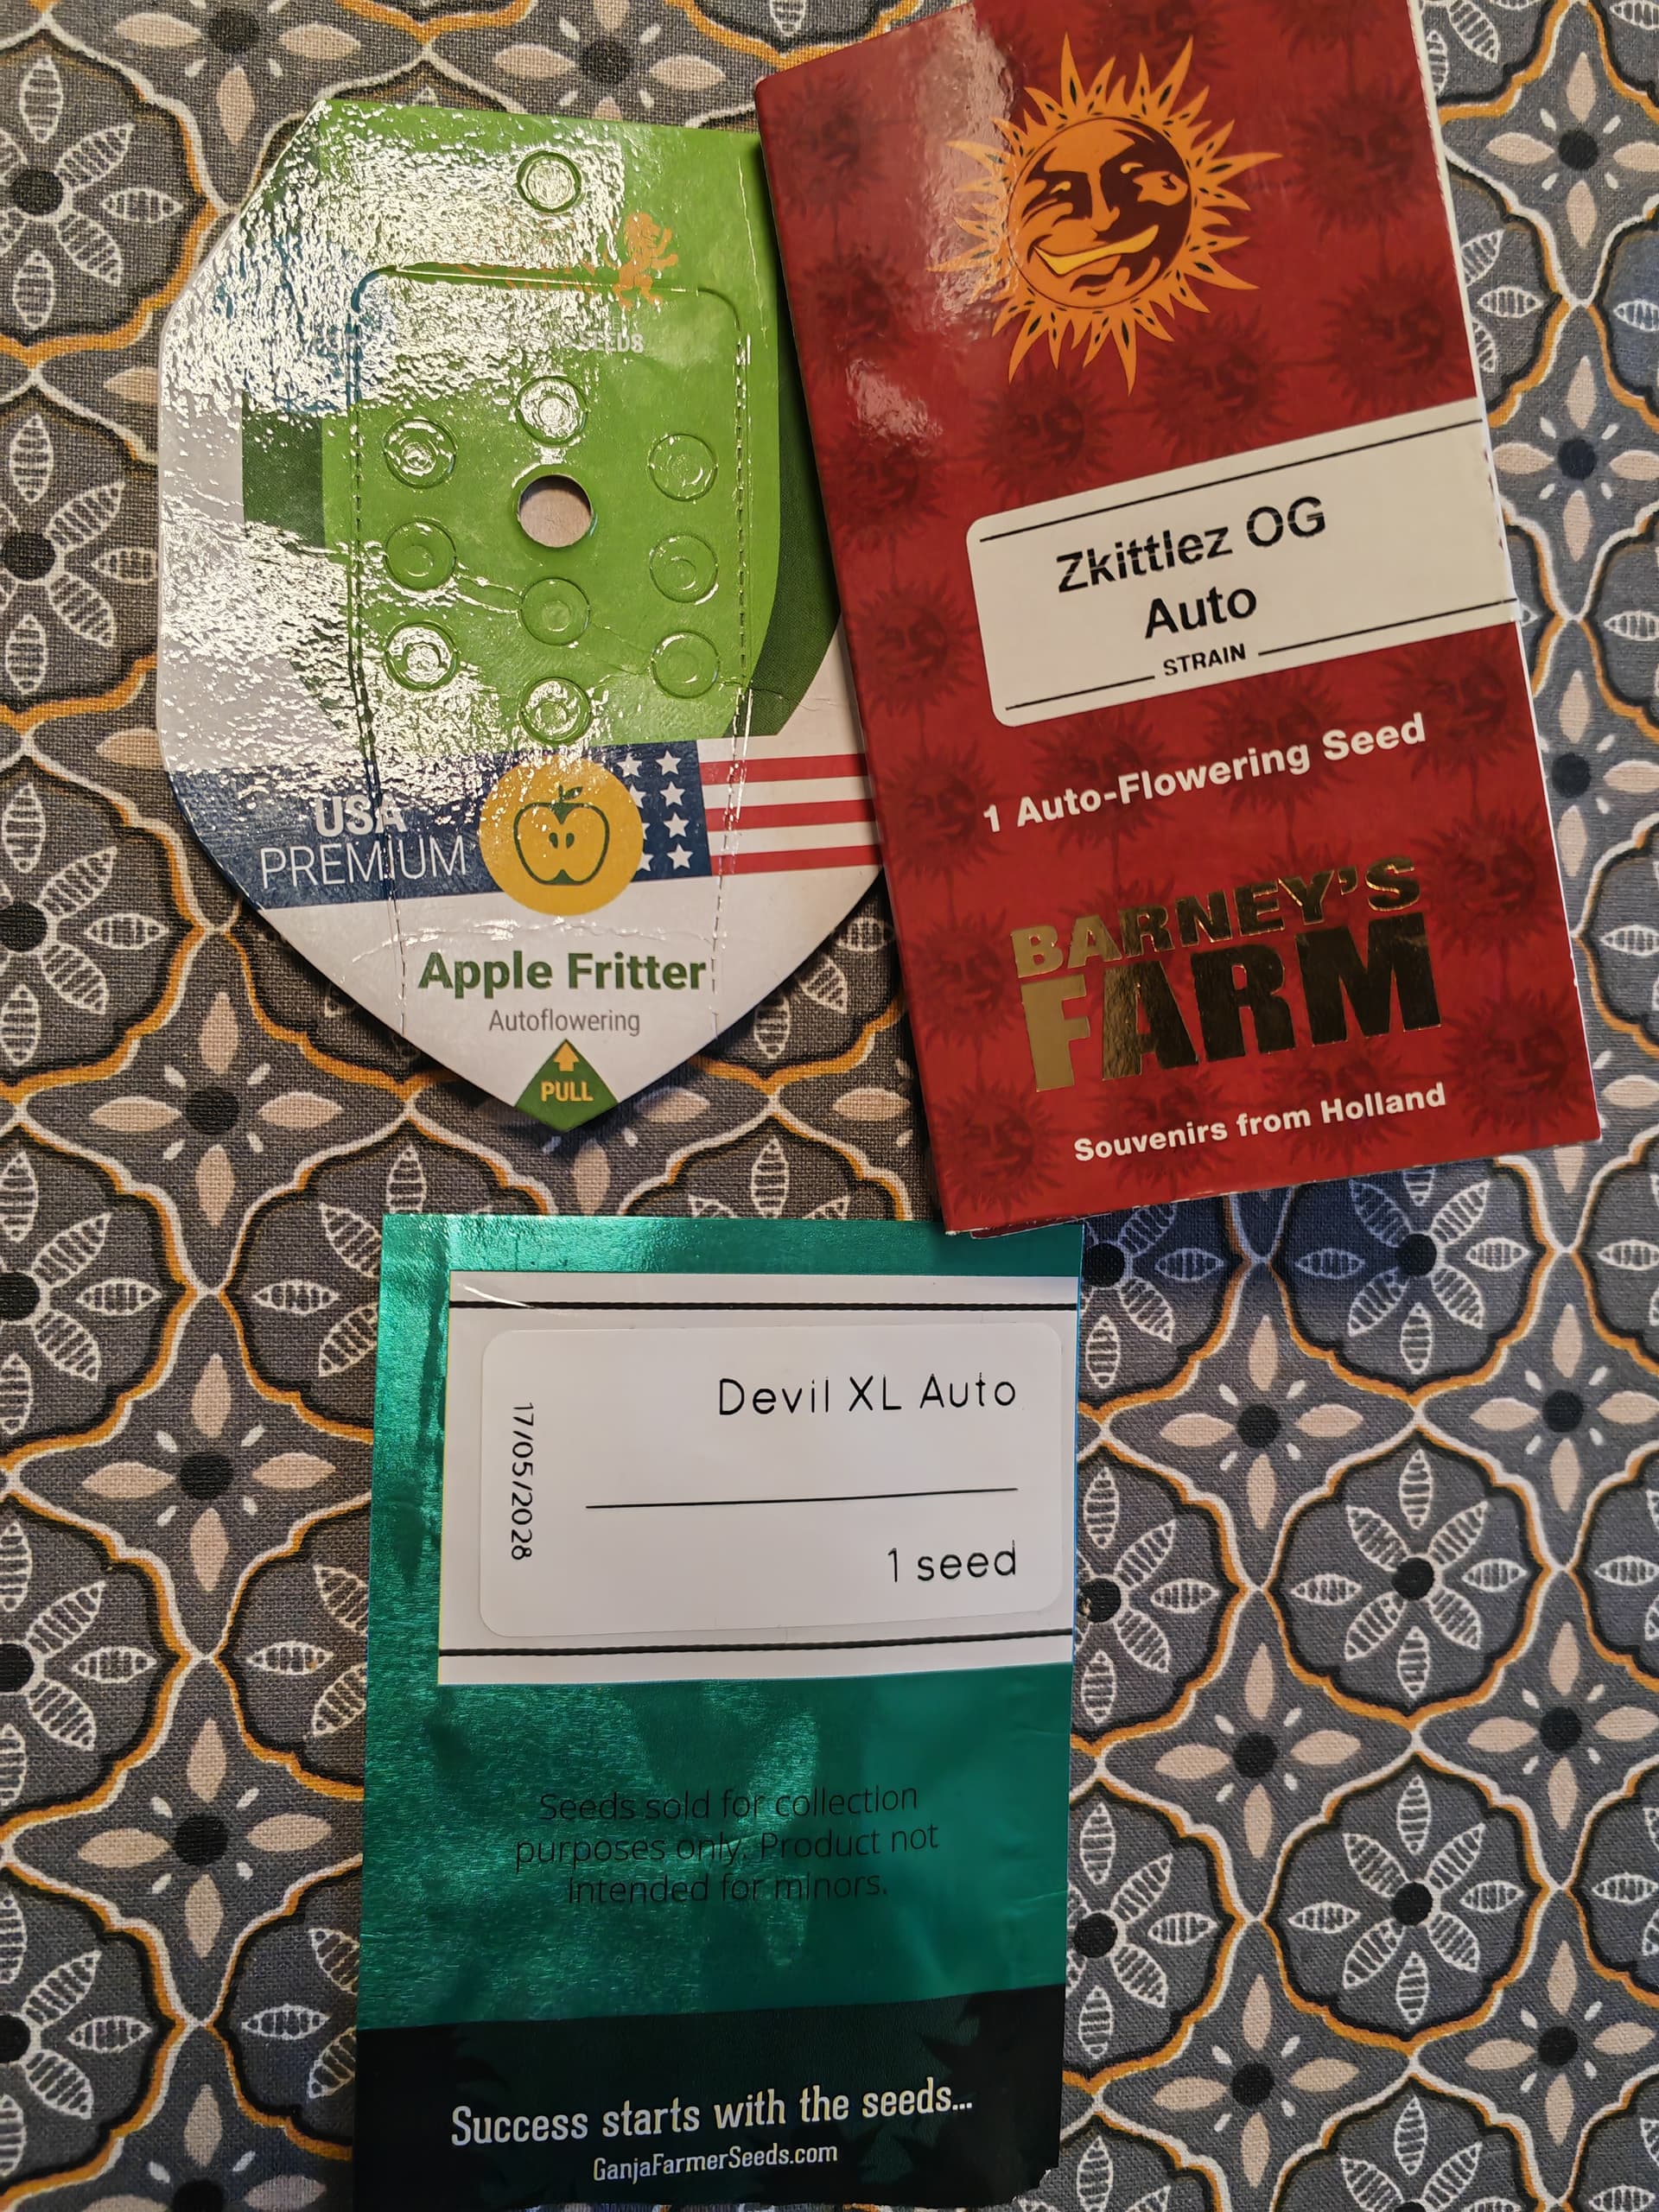 SEEDS
USA
PREMIUM
Apple Fritter
Autoflowering
PULL
Zkittlez OG
Auto
STRAIN
1 Auto-Flowering Seed
BARNEY'S
FARM
Souvenirs from Holland
Devil XL Auto
17/05/2028
1 seed
Seeds sold for collection
purposes only. Product not
intended for minors.
Success starts with the seeds...
GanjaFarmerSeeds.com